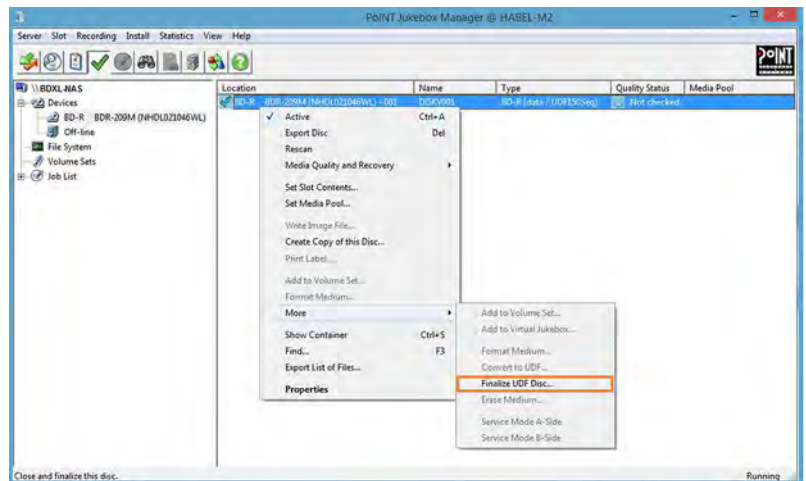 PoINT Jukebox Manager @ HABEL-M2
Server Slot Recording Install Statistics View Help
POINT
\\BDXL-NAS
Devices
BD-R BDR-209M (NHDL021046WL)
Off-line
File System
Volume Sets
Job List
Location Name Type Quality Status Media Pool
BD-R BDR-209M (NHDL021046WL) - 001 DISKV001 BD-R (data / UDF150Seq) Not checked
Active Ctrl+A
Export Disc Del
Rescan
Media Quality and Recovery
Set Slot Contents...
Set Media Pool...
Write Image File...
Create Copy of this Disc...
Print Label...
Add to Volume Set...
Format Medium...
More
Show Container Ctrl+S
Find... F3
Export List of Files...
Properties
Add to Volume Set...
Add to Virtual Jukebox...
Format Medium...
Convert to UDF...
Finalize UDF Disc...
Erase Medium...
Service Mode A-Side
Service Mode B-Side
Close and finalize this disc. Running